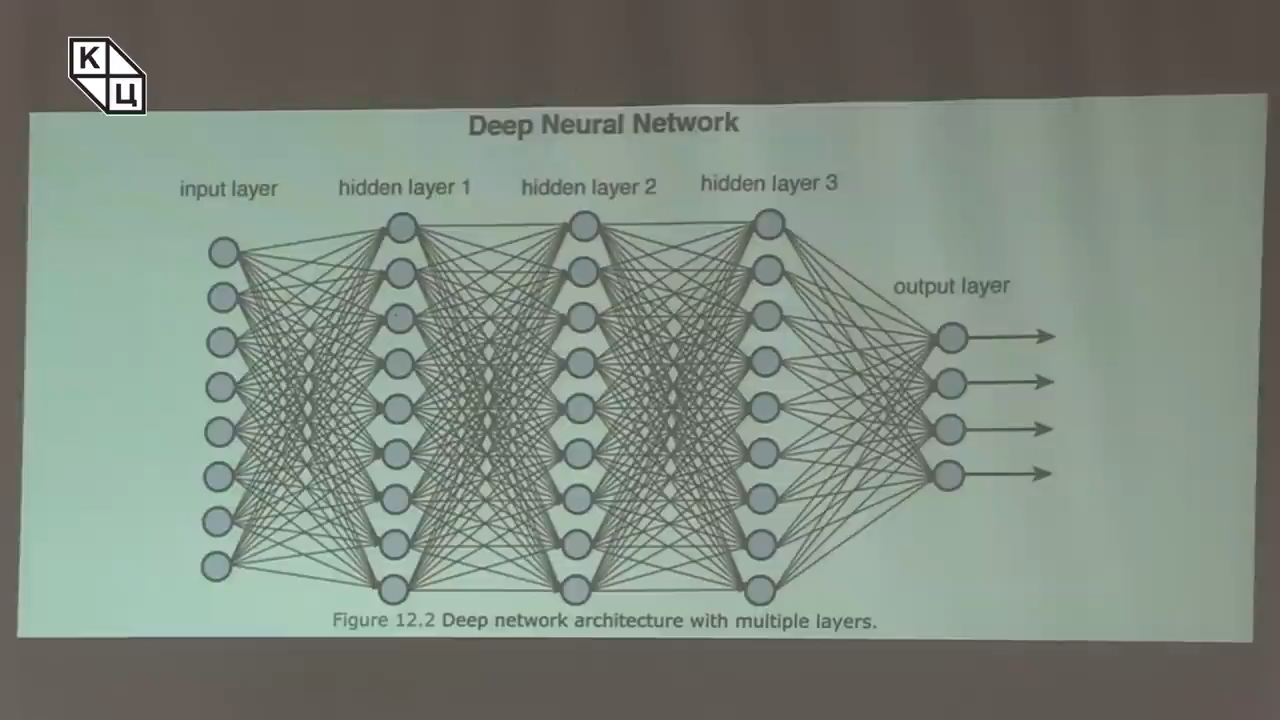 К
Ц
Deep Neural Network
input layer
hidden layer 1
hidden layer 2
hidden layer 3
output layer
Figure 12.2 Deep network architecture with multiple layers.